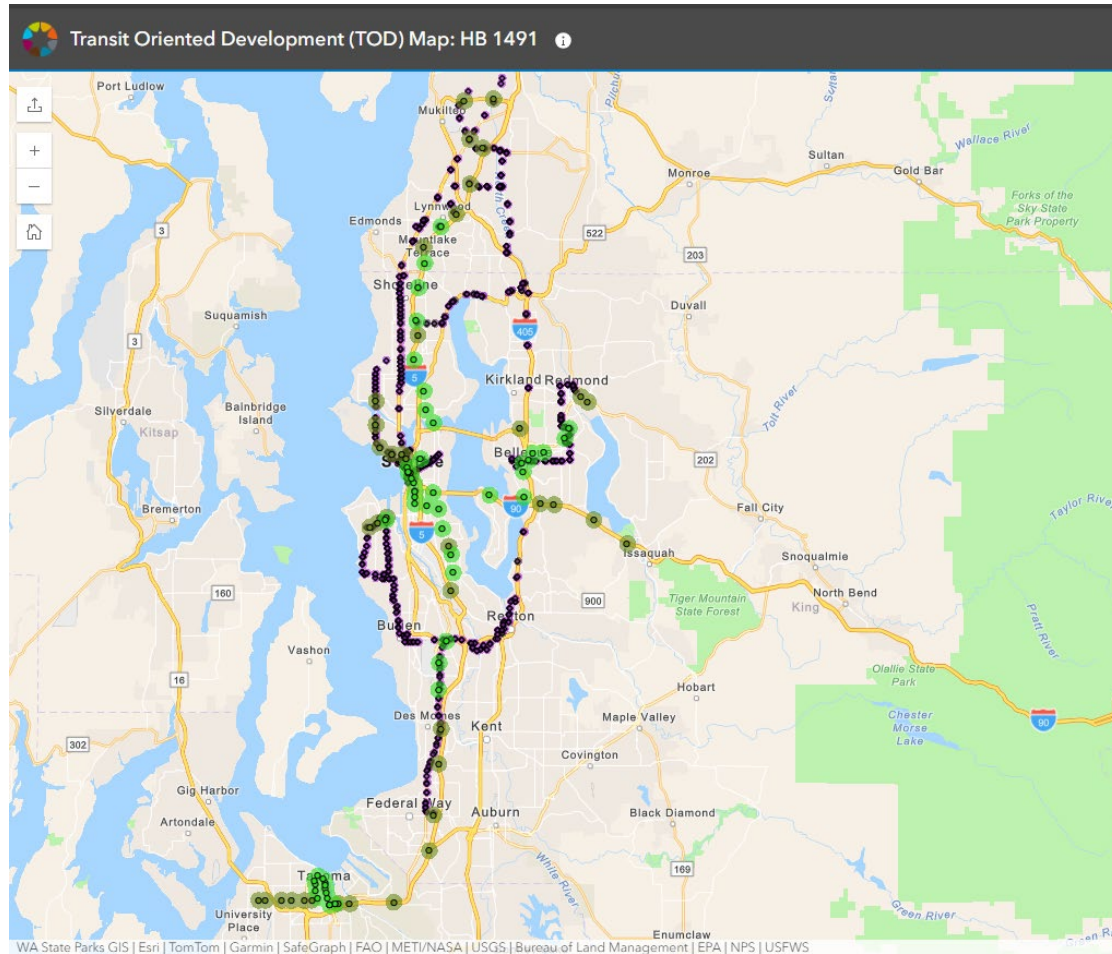 Transit Oriented Development (TOD) Map: HB 1491
Port Ludlow
Mukilteo
Sultan
Wallace River
Gold Bar
Monroe
Forks of the
Sky State
Park Property
Lynnwood
Edmonds
3
Mountlake
Terrace
522
203
Shoreline
Duvall
Suquamish
405
3
5
Kirkland
Redmond
Tolt River
Silverdale
Bainbridge
Island
Kitsap
202
Bremerton
90
Fall City
Taylor River
5
Issaquah
Snoqualmie
160
900
Tiger Mountain
State Forest
North Bend
King
Pratt River
Renton
Burien
Vashon
Olallie State
Park
16
Hobart
Des Moines
Maple Valley
Chester
Morse
Lake
90
302
Kent
Covington
Gig Harbor
Federal Way
Auburn
Black Diamond
Artondale
White River
Tacoma
169
Green River
University
Place
Enumclaw
WA State Parks GIS | Esri | TomTom | Garmin | SafeGraph | FAO | METI/NASA | USGS | Bureau of Land Management | EPA | NPS | USFWS